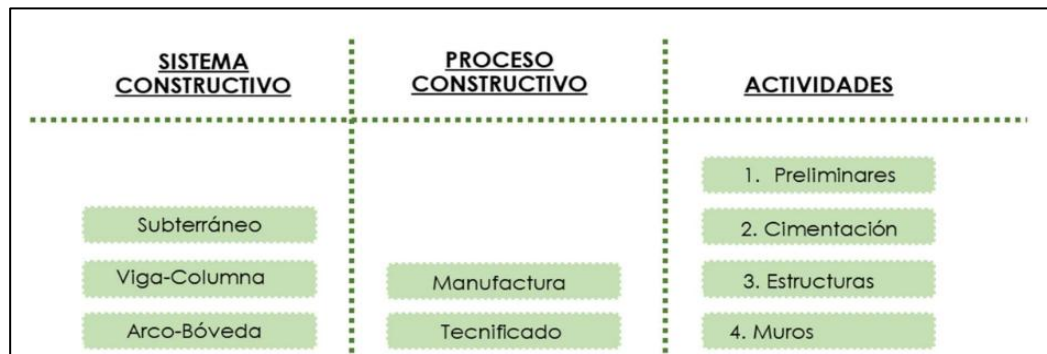 SISTEMA
CONSTRUCTIVO
PROCESO
CONSTRUCTIVO
ACTIVIDADES
Subterráneo
Viga-Columna
Arco-Bóveda
Manufactura
Tecnificado
1. Preliminares
2. Cimentación
3. Estructuras
4. Muros